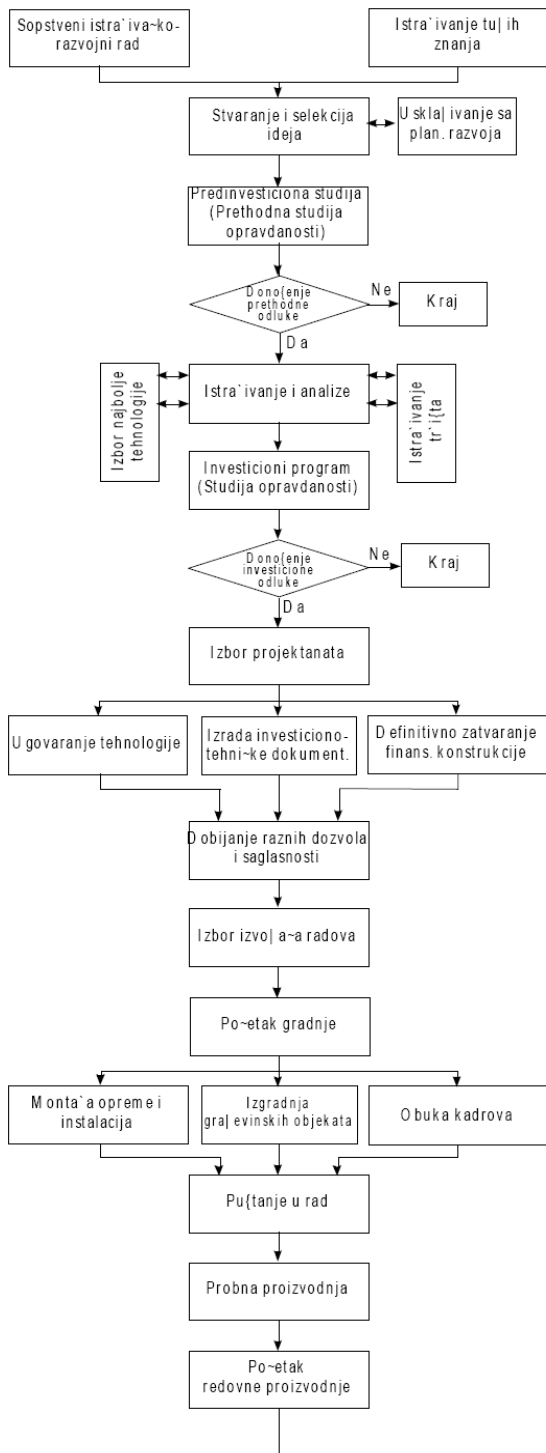 Sopstveni istra`iva~ko-
razvojni rad
Istra`ivanje tu| ih
znanja
Stvaranje i selekcija
ideja
Uskla| ivanje sa
plan. razvoja
Predinvesticiona studija
(Prethodna studija
opravdanosti)
Dono{enje
prethodne
odluke
Ne
Kraj
Da
Izbor najbolje
tehnologije
Istra`ivanje i analize
Istra`ivanje
tr`i{ta
Investicioni program
(Studija opravdanosti)
Dono{enje
investicione
odluke
Ne
Kraj
Da
Izbor projektanata
Ugovaranje tehnologije
Izrada investiciono-
tehni~ke dokument.
Definitivno zatvaranje
finans. konstrukcije
Dobijanje raznih dozvola
i saglasnosti
Izbor izvo| a~a radova
Po~etak gradnje
Monta`a opreme i
instalacija
Izgradnja
gra| evinskih objekata
Obuka kadrova
Pu{tanje u rad
Probna proizvodnja
Po~etak
redovne proizvodnje